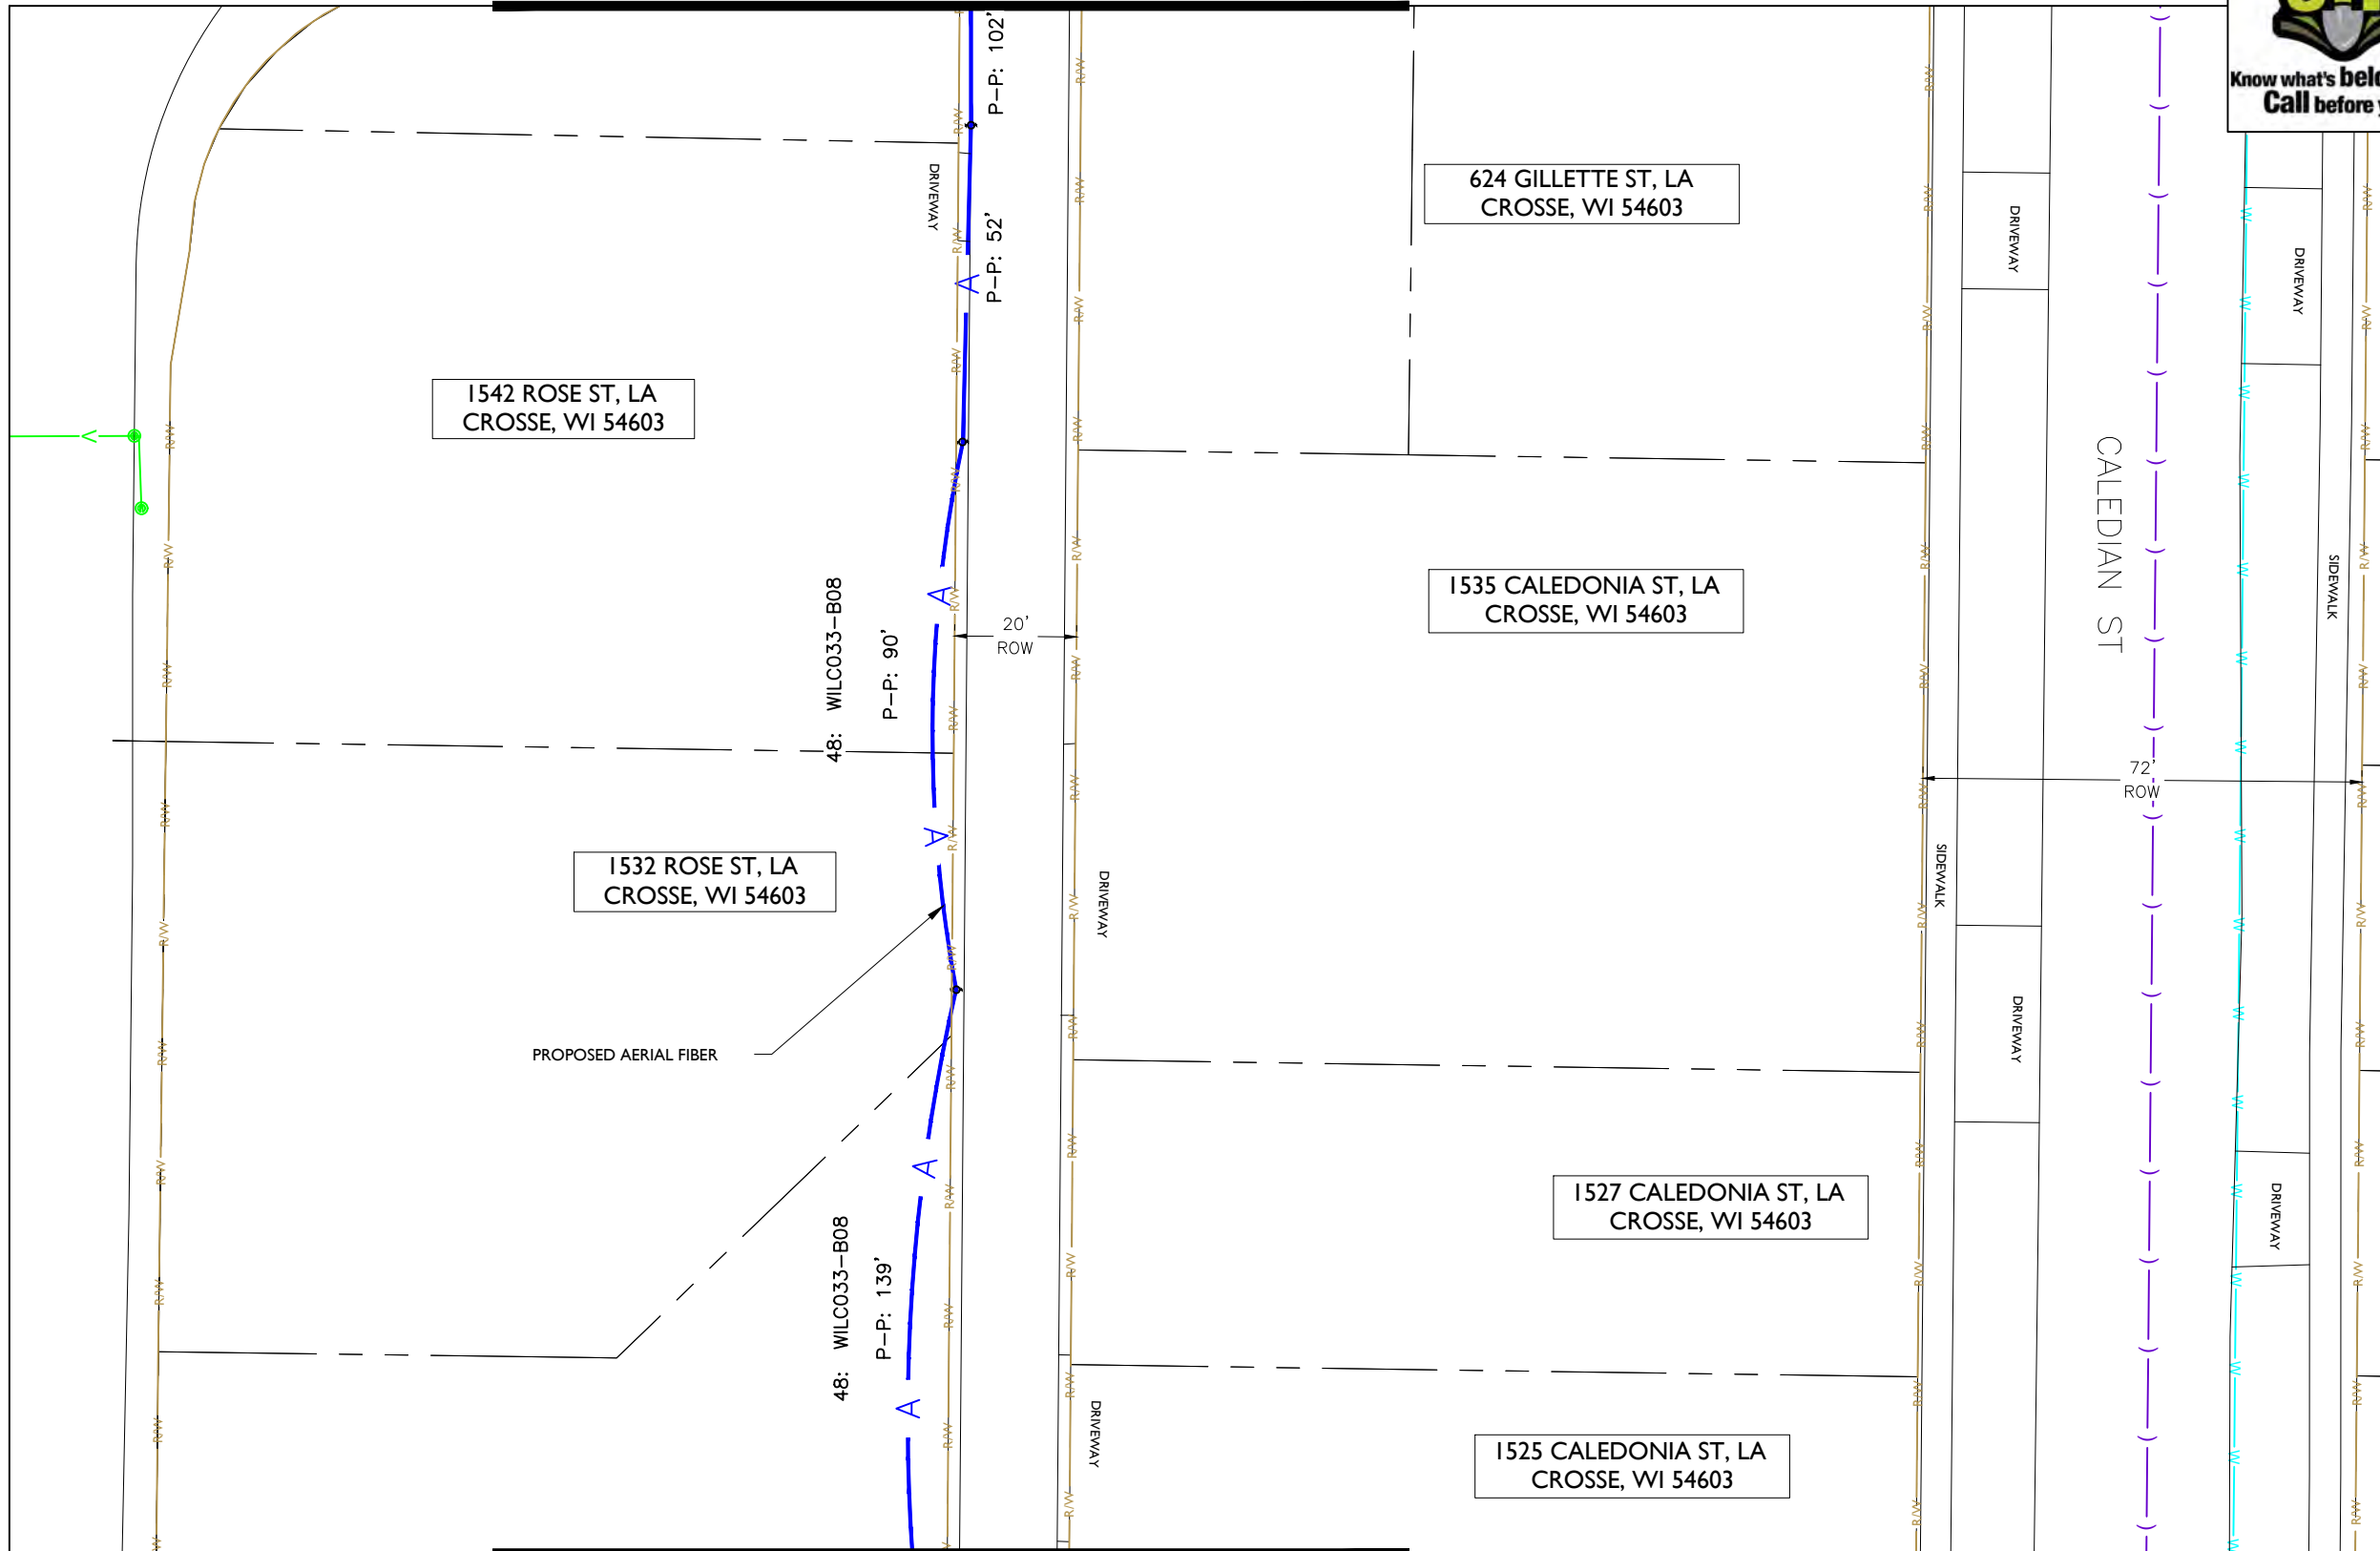 Know what's
Call before
P-P: 102'
DRIVEWAY
P-P: 52'
624 GILLETTE ST, LA
CROSSE, WI 54603
DRIVEWAY
DRIVEWAY
1542 ROSE ST, LA
CROSSE, WI 54603
CALEDIAN ST
48: WILC033-B08
P-P: 90'
20'
ROW
1535 CALEDONIA ST, LA
CROSSE, WI 54603
SIDEWALK
72'
ROW
1532 ROSE ST, LA
CROSSE, WI 54603
DRIVEWAY
SIDEWALK
PROPOSED AERIAL FIBER
DRIVEWAY
48: WILC033-B08
P-P: 139'
1527 CALEDONIA ST, LA
CROSSE, WI 54603
DRIVEWAY
DRIVEWAY
1525 CALEDONIA ST, LA
CROSSE, WI 54603
R/W
A
W